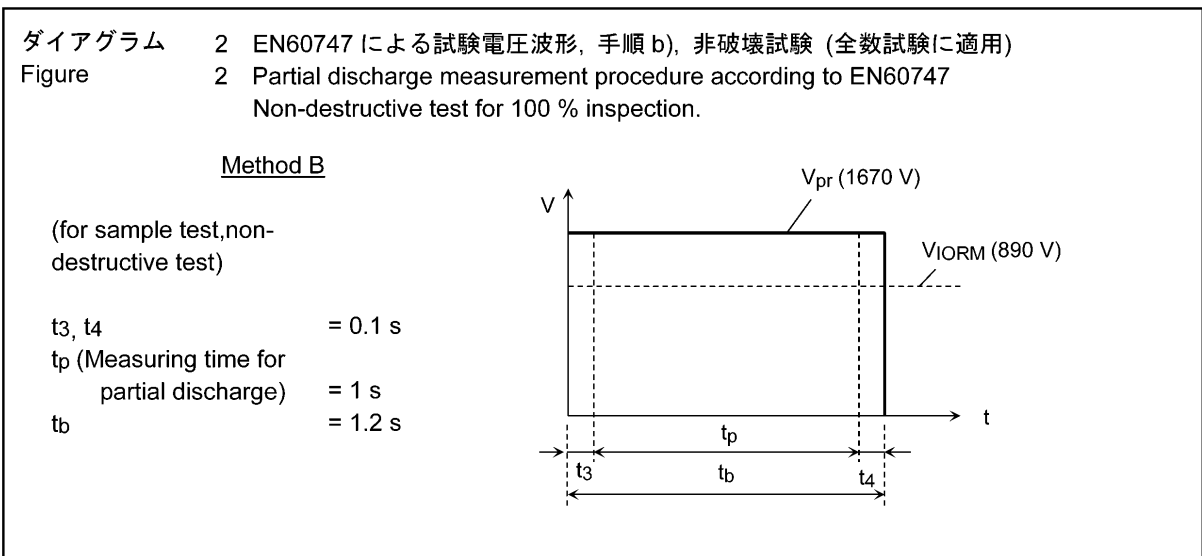 ダイアグラム 2 EN60747 による試験電圧波形, 手順 b), 非破壊試験 (全数試験に適用)
Figure 2 Partial discharge measurement procedure according to EN60747
Non-destructive test for 100 % inspection.
Method B
(for sample test,non-
destructive test)
t3, t4 = 0.1 s
tp (Measuring time for
partial discharge) = 1 s
tb = 1.2 s
Vpr (1670 V)
V
VIORM (890 V)
t
tp
t3 tb t4